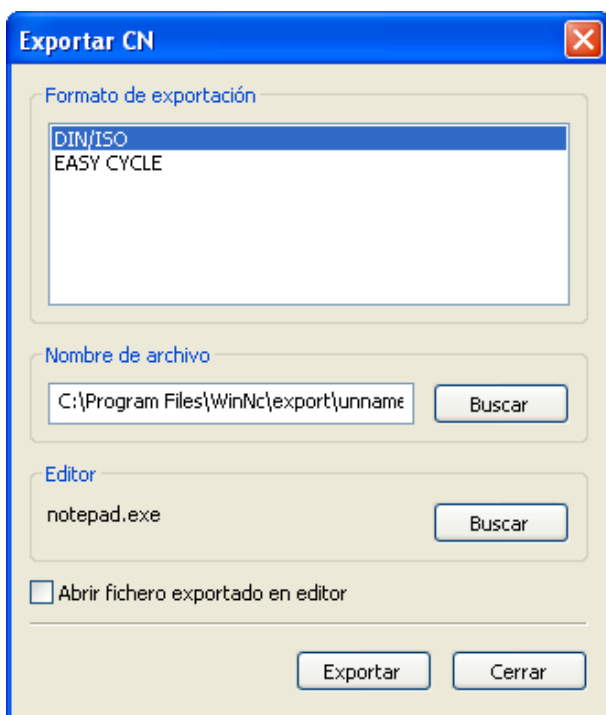 Exportar CN
Formato de exportación
DIN/ISO
EASY CYCLE
Nombre de archivo
C:\Program Files\WinNc\export\unname
Buscar
Editor
notepad.exe
Buscar
Abrir fichero exportado en editor
Exportar
Cerrar